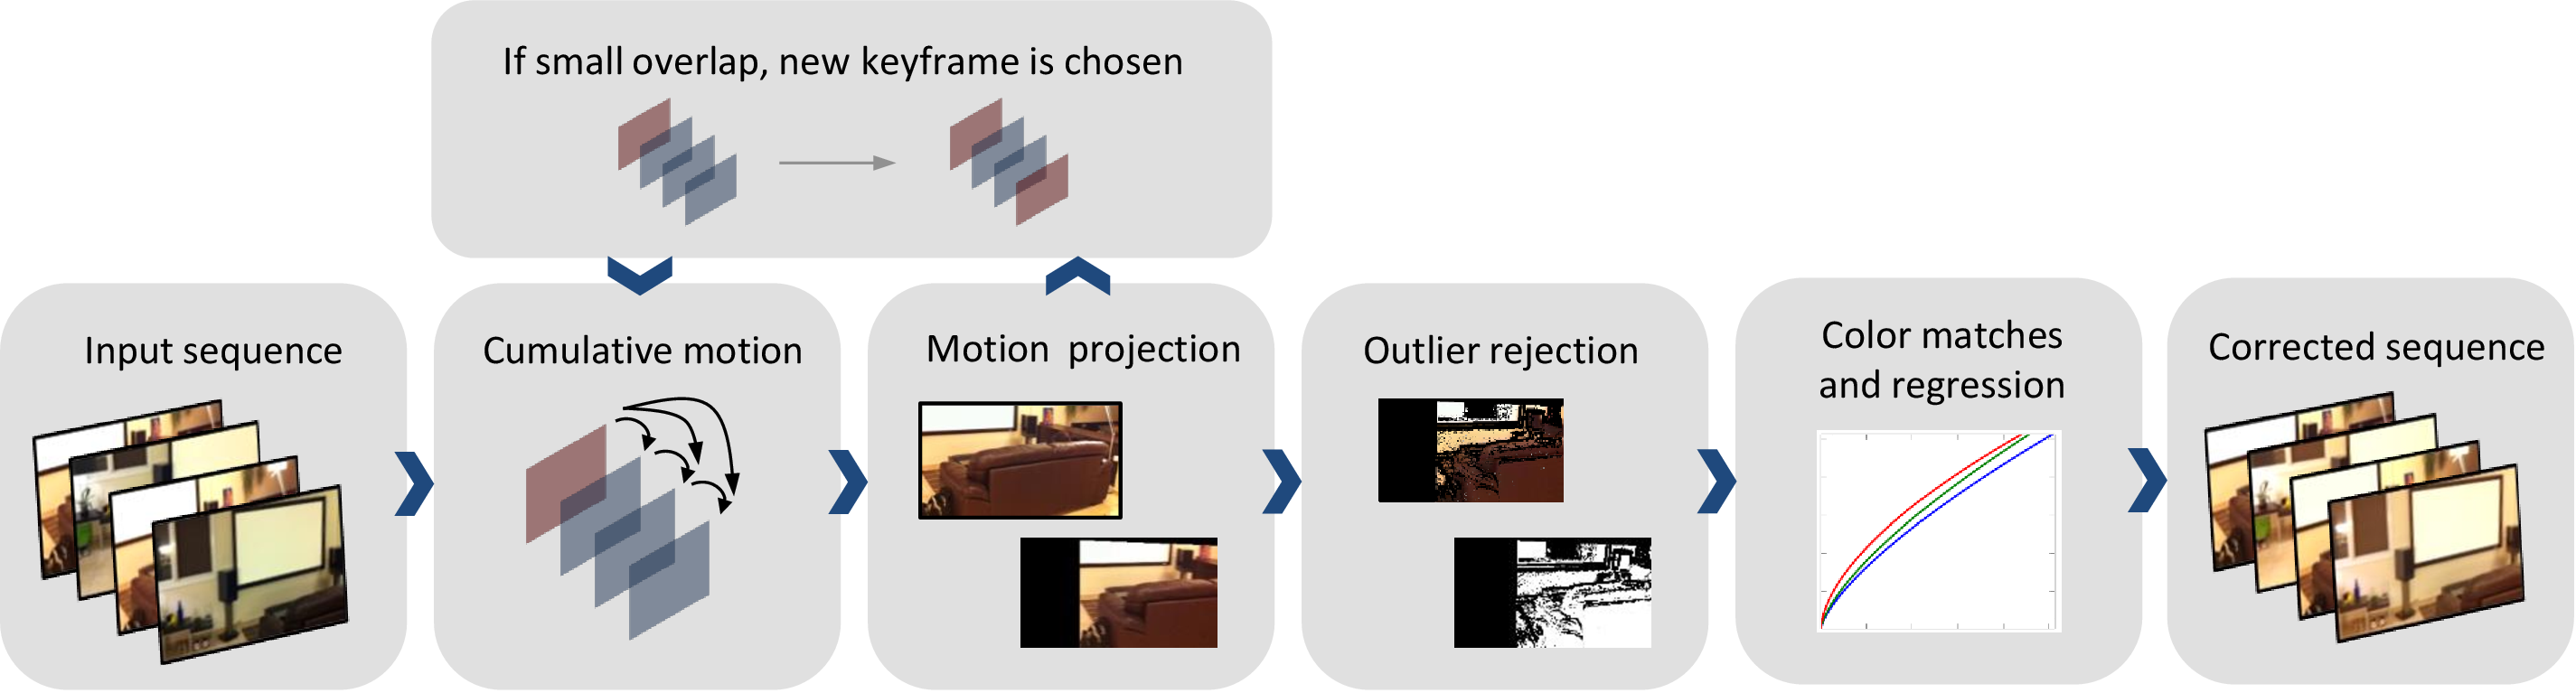 If small overlap, new keyframe is chosen
Input sequence
Cumulative motion
Motion projection
Outlier rejection
Color matches
and regression
Corrected sequence